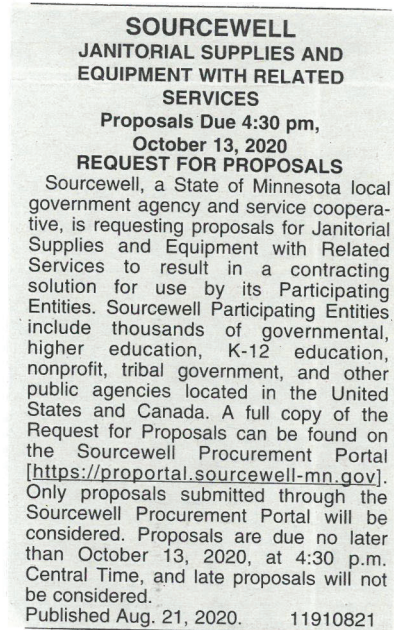 SOURCEWELL
JANITORIAL SUPPLIES AND
EQUIPMENT WITH RELATED
SERVICES
Proposals Due 4:30 pm,
October 13, 2020
REQUEST FOR PROPOSALS
Sourcewell, a State of Minnesota local
government agency and service coopera-
tive, is requesting proposals for Janitorial
Supplies and Equipment with Related
Services to result in a contracting
solution for use by its Participating
Entities. Sourcewell Participating Entities
include thousands of governmental,
higher education, K-12 education,
nonprofit, tribal government, and other
public agencies located in the United
States and Canada. A full copy of the
Request for Proposals can be found on
the Sourcewell Procurement Portal
[https://proportal.sourcewell-mn.gov].
Only proposals submitted through the
Sourcewell Procurement Portal will be
considered. Proposals are due no later
than October 13, 2020, at 4:30 p.m.
Central Time, and late proposals will not
be considered.
Published Aug. 21, 2020. 11910821